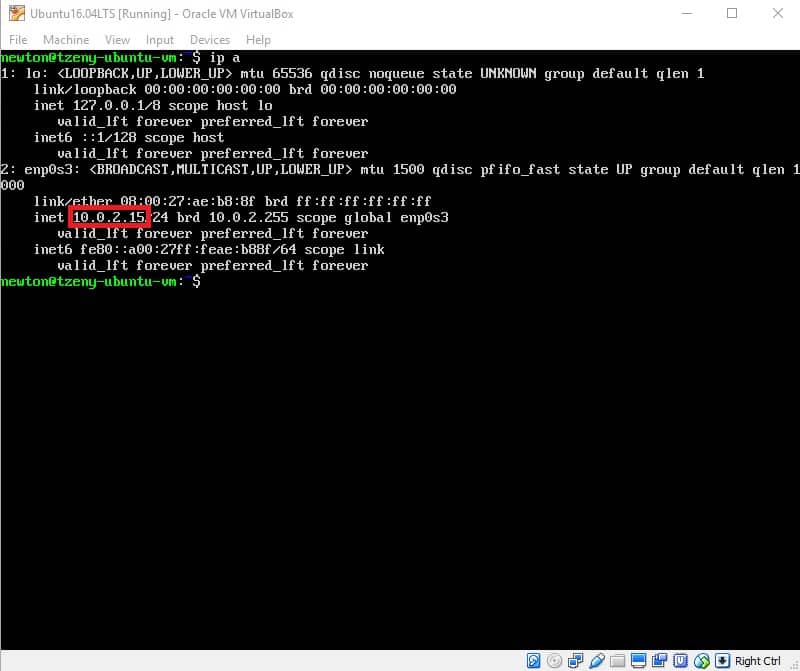 Ubuntu16.04LTS [Running] - Oracle VM VirtualBox
File Machine View Input Devices Help
newton@tzeny-ubuntu-vm:~$ ip a
1: lo: <LOOPBACK,UP,LOWER_UP> mtu 65536 qdisc noqueue state UNKNOWN group default qlen 1
link/loopback 00:00:00:00:00:00 brd 00:00:00:00:00:00
inet 127.0.0.1/8 scope host lo
valid_lft forever preferred_lft forever
inet6 ::1/128 scope host
valid_lft forever preferred_lft forever
2: enp0s3: <BROADCAST,MULTICAST,UP,LOWER_UP> mtu 1500 qdisc pfifo_fast state UP group default qlen 1
000
link/ether 08:00:27:ae:b8:8f brd ff:ff:ff:ff:ff:ff
inet 10.0.2.15/24 brd 10.0.2.255 scope global enp0s3
valid_lft forever preferred_lft forever
inet6 fe80::a00:27ff:feae:b88f/64 scope link
valid_lft forever preferred_lft forever
newton@tzeny-ubuntu-vm:~$
Right Ctrl